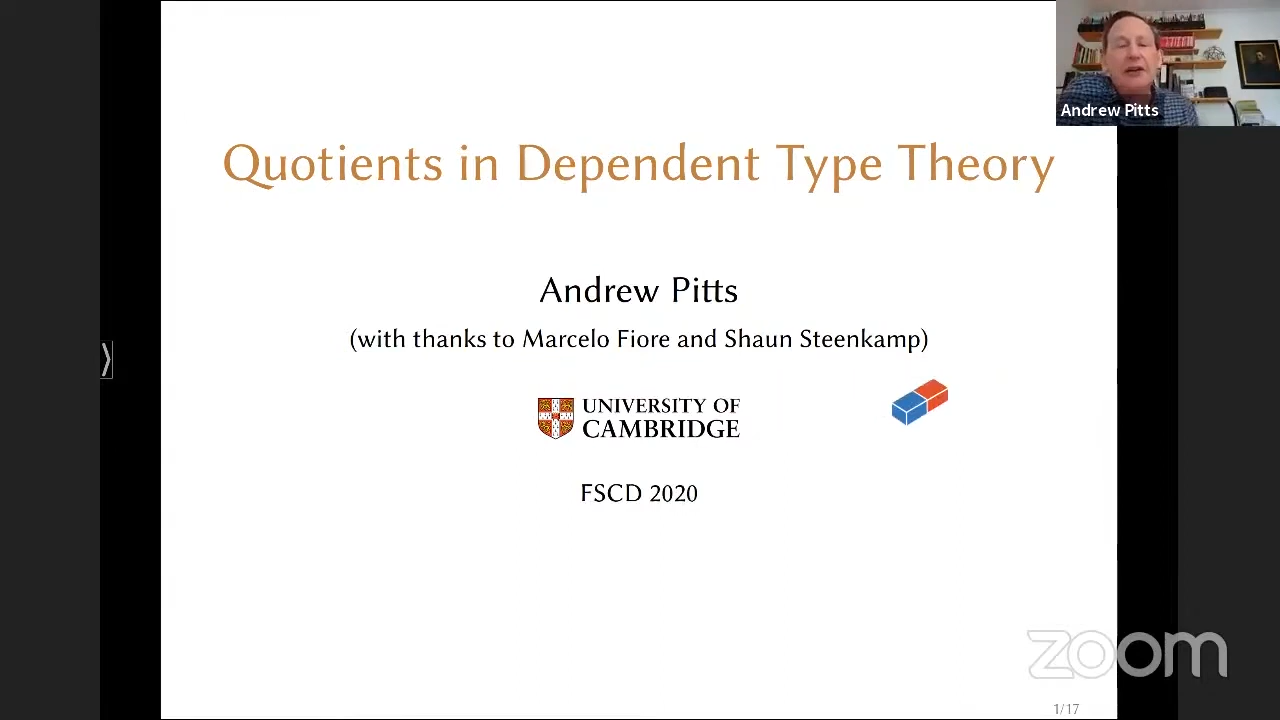 Quotients in Dependent Type Theory
Andrew Pitts
(with thanks to Marcelo Fiore and Shaun Steenkamp)
UNIVERSITY OF
CAMBRIDGE
FSCD 2020
1/17
Andrew Pitts
zoom